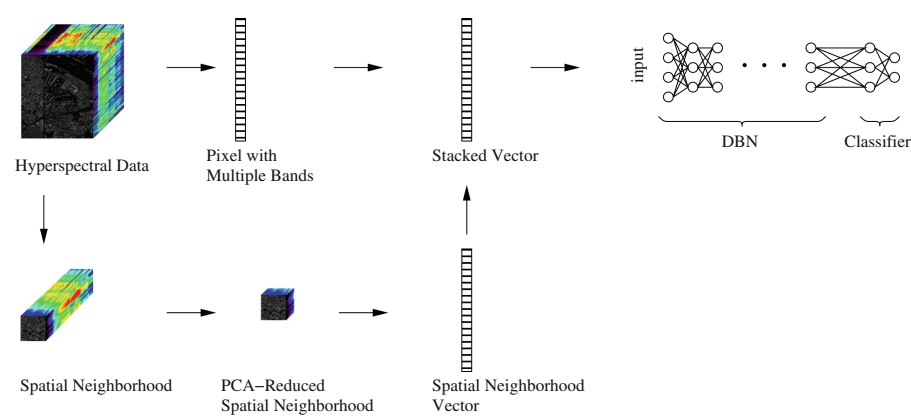 input
DBN
Classifier
Hyperspectral Data
Pixel with
Multiple Bands
Stacked Vector
Spatial Neighborhood
PCA−Reduced
Spatial Neighborhood
Spatial Neighborhood
Vector